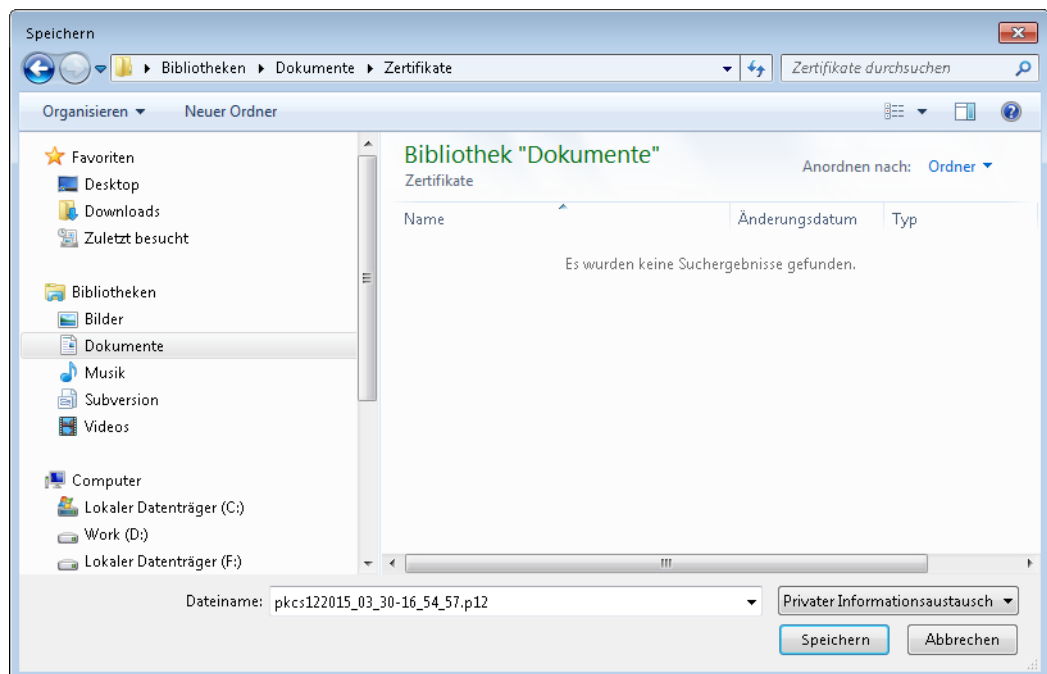 Speichern
Bibliotheken Dokumente Zertifikate Zertifikate durchsuchen
Organisieren Neuer Ordner
Favoriten
Desktop
Downloads
Zuletzt besucht
Bibliotheken
Bilder
Dokumente
Musik
Subversion
Videos
Computer
Lokaler Datenträger (C:)
Work (D:)
Lokaler Datenträger (F:)
Bibliothek "Dokumente"
Zertifikate
Anordnen nach: Ordner
Name Änderungsdatum Typ
Es wurden keine Suchergebnisse gefunden.
Dateiname: pkcs122015_03_30-16_54_57.p12 Privater Informationsaustausch
Speichern Abbrechen